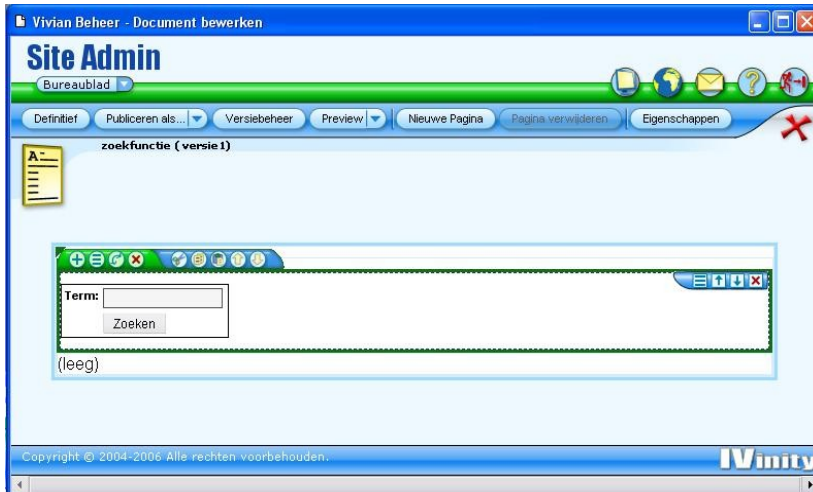 Vivian Beheer - Document bewerken
Site Admin
Bureaublad
Definitief Publiceren als... Versiebeheer Preview Nieuwe Pagina Pagina verwijderen Eigenschappen
zoekfunctie ( versie1)
Term:
Zoeken
(leeg)
Copyright © 2004-2006 Alle rechten voorbehouden.
IVinity